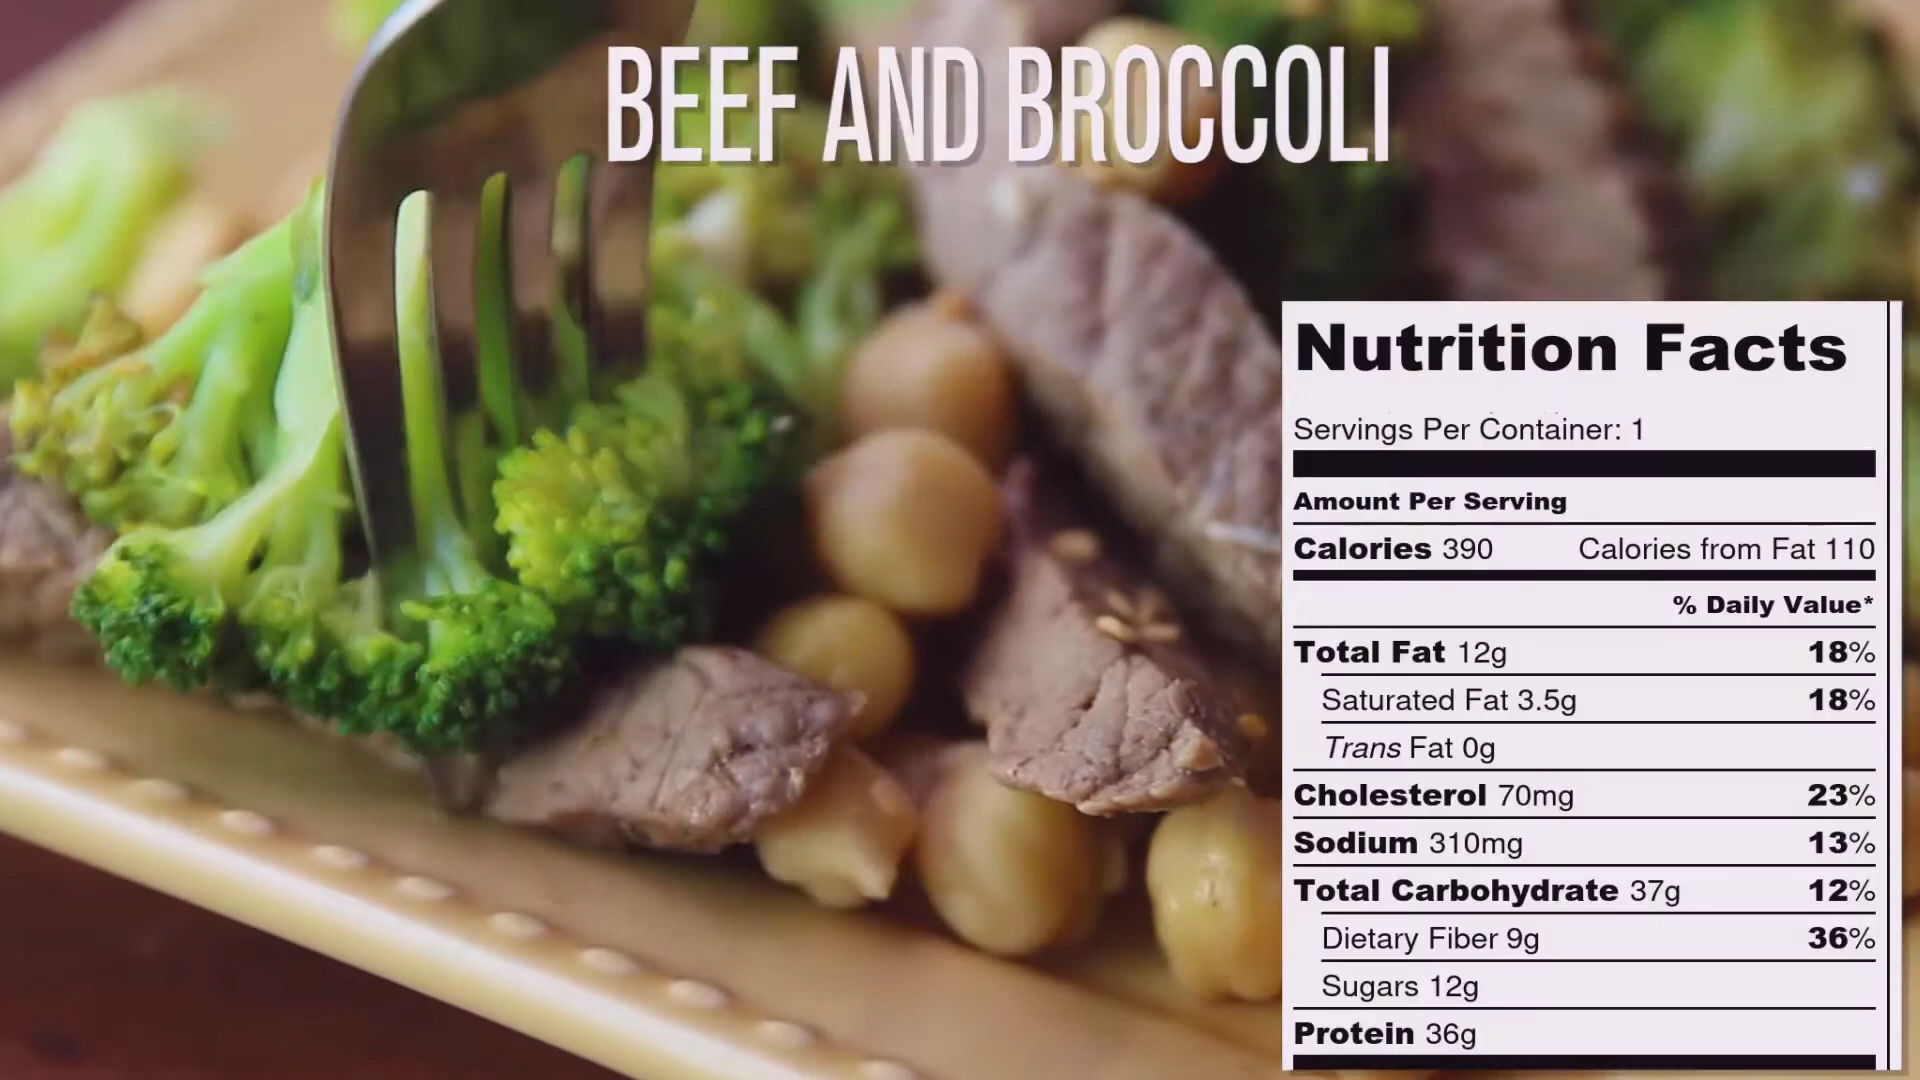 BEEF AND BROCCOLI
Nutrition Facts
Servings Per Container: 1
Amount Per Serving
Calories 390 Calories from Fat 110
% Daily Value*
Total Fat 12g 18%
Saturated Fat 3.5g 18%
Trans Fat 0g
Cholesterol 70mg 23%
Sodium 310mg 13%
Total Carbohydrate 37g 12%
Dietary Fiber 9g 36%
Sugars 12g
Protein 36g